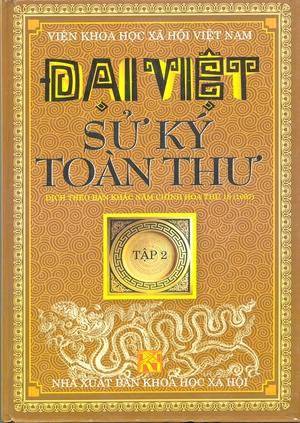 VIỆN KHOA HỌC XÃ HỘI VIỆT NAM
ĐẠI VIỆT
SỬ KÝ
TOÀN THƯ
DỊCH THEO BẢN KHẮC NĂM CHÍNH HÒA THỨ 18 (1697)
TẬP 2
NHÀ XUẤT BẢN KHOA HỌC XÃ HỘI